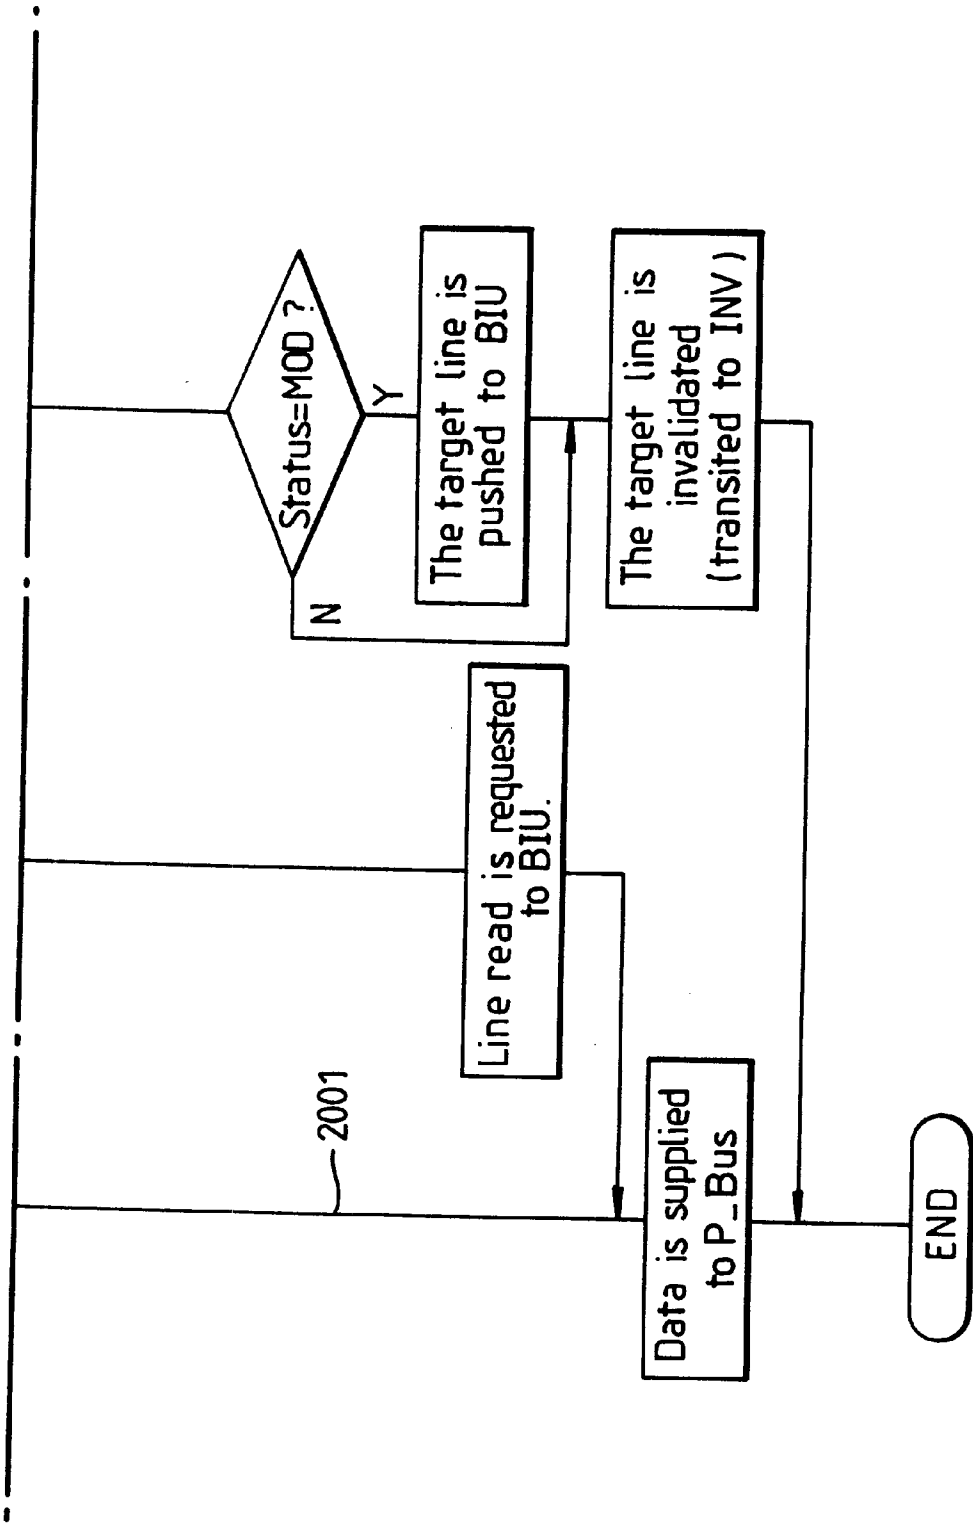 2001
Data is supplied
to P_Bus
END
Line read is requested
to BIU.
Status=MOD ?
N
Y
The target line is
pushed to BIU
The target line is
invalidated
(transited to INV)